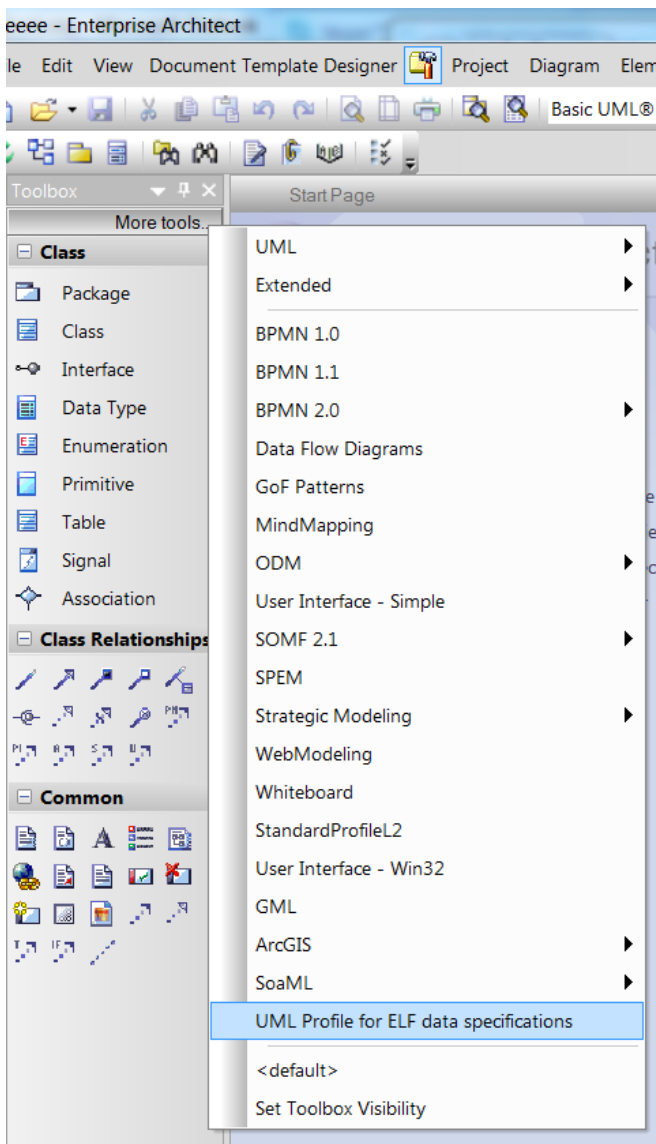 eeee - Enterprise Architect
le Edit View Document Template Designer Project Diagram Elem
Basic UML®
Toolbox
Start Page
More tools...
Class
Package
Class
Interface
Data Type
Enumeration
Primitive
Table
Signal
Association
Class Relationships
Common
UML
Extended
BPMN 1.0
BPMN 1.1
BPMN 2.0
Data Flow Diagrams
GoF Patterns
MindMapping
ODM
User Interface - Simple
SOMF 2.1
SPEM
Strategic Modeling
WebModeling
Whiteboard
StandardProfileL2
User Interface - Win32
GML
ArcGIS
SoaML
UML Profile for ELF data specifications
<default>
Set Toolbox Visibility